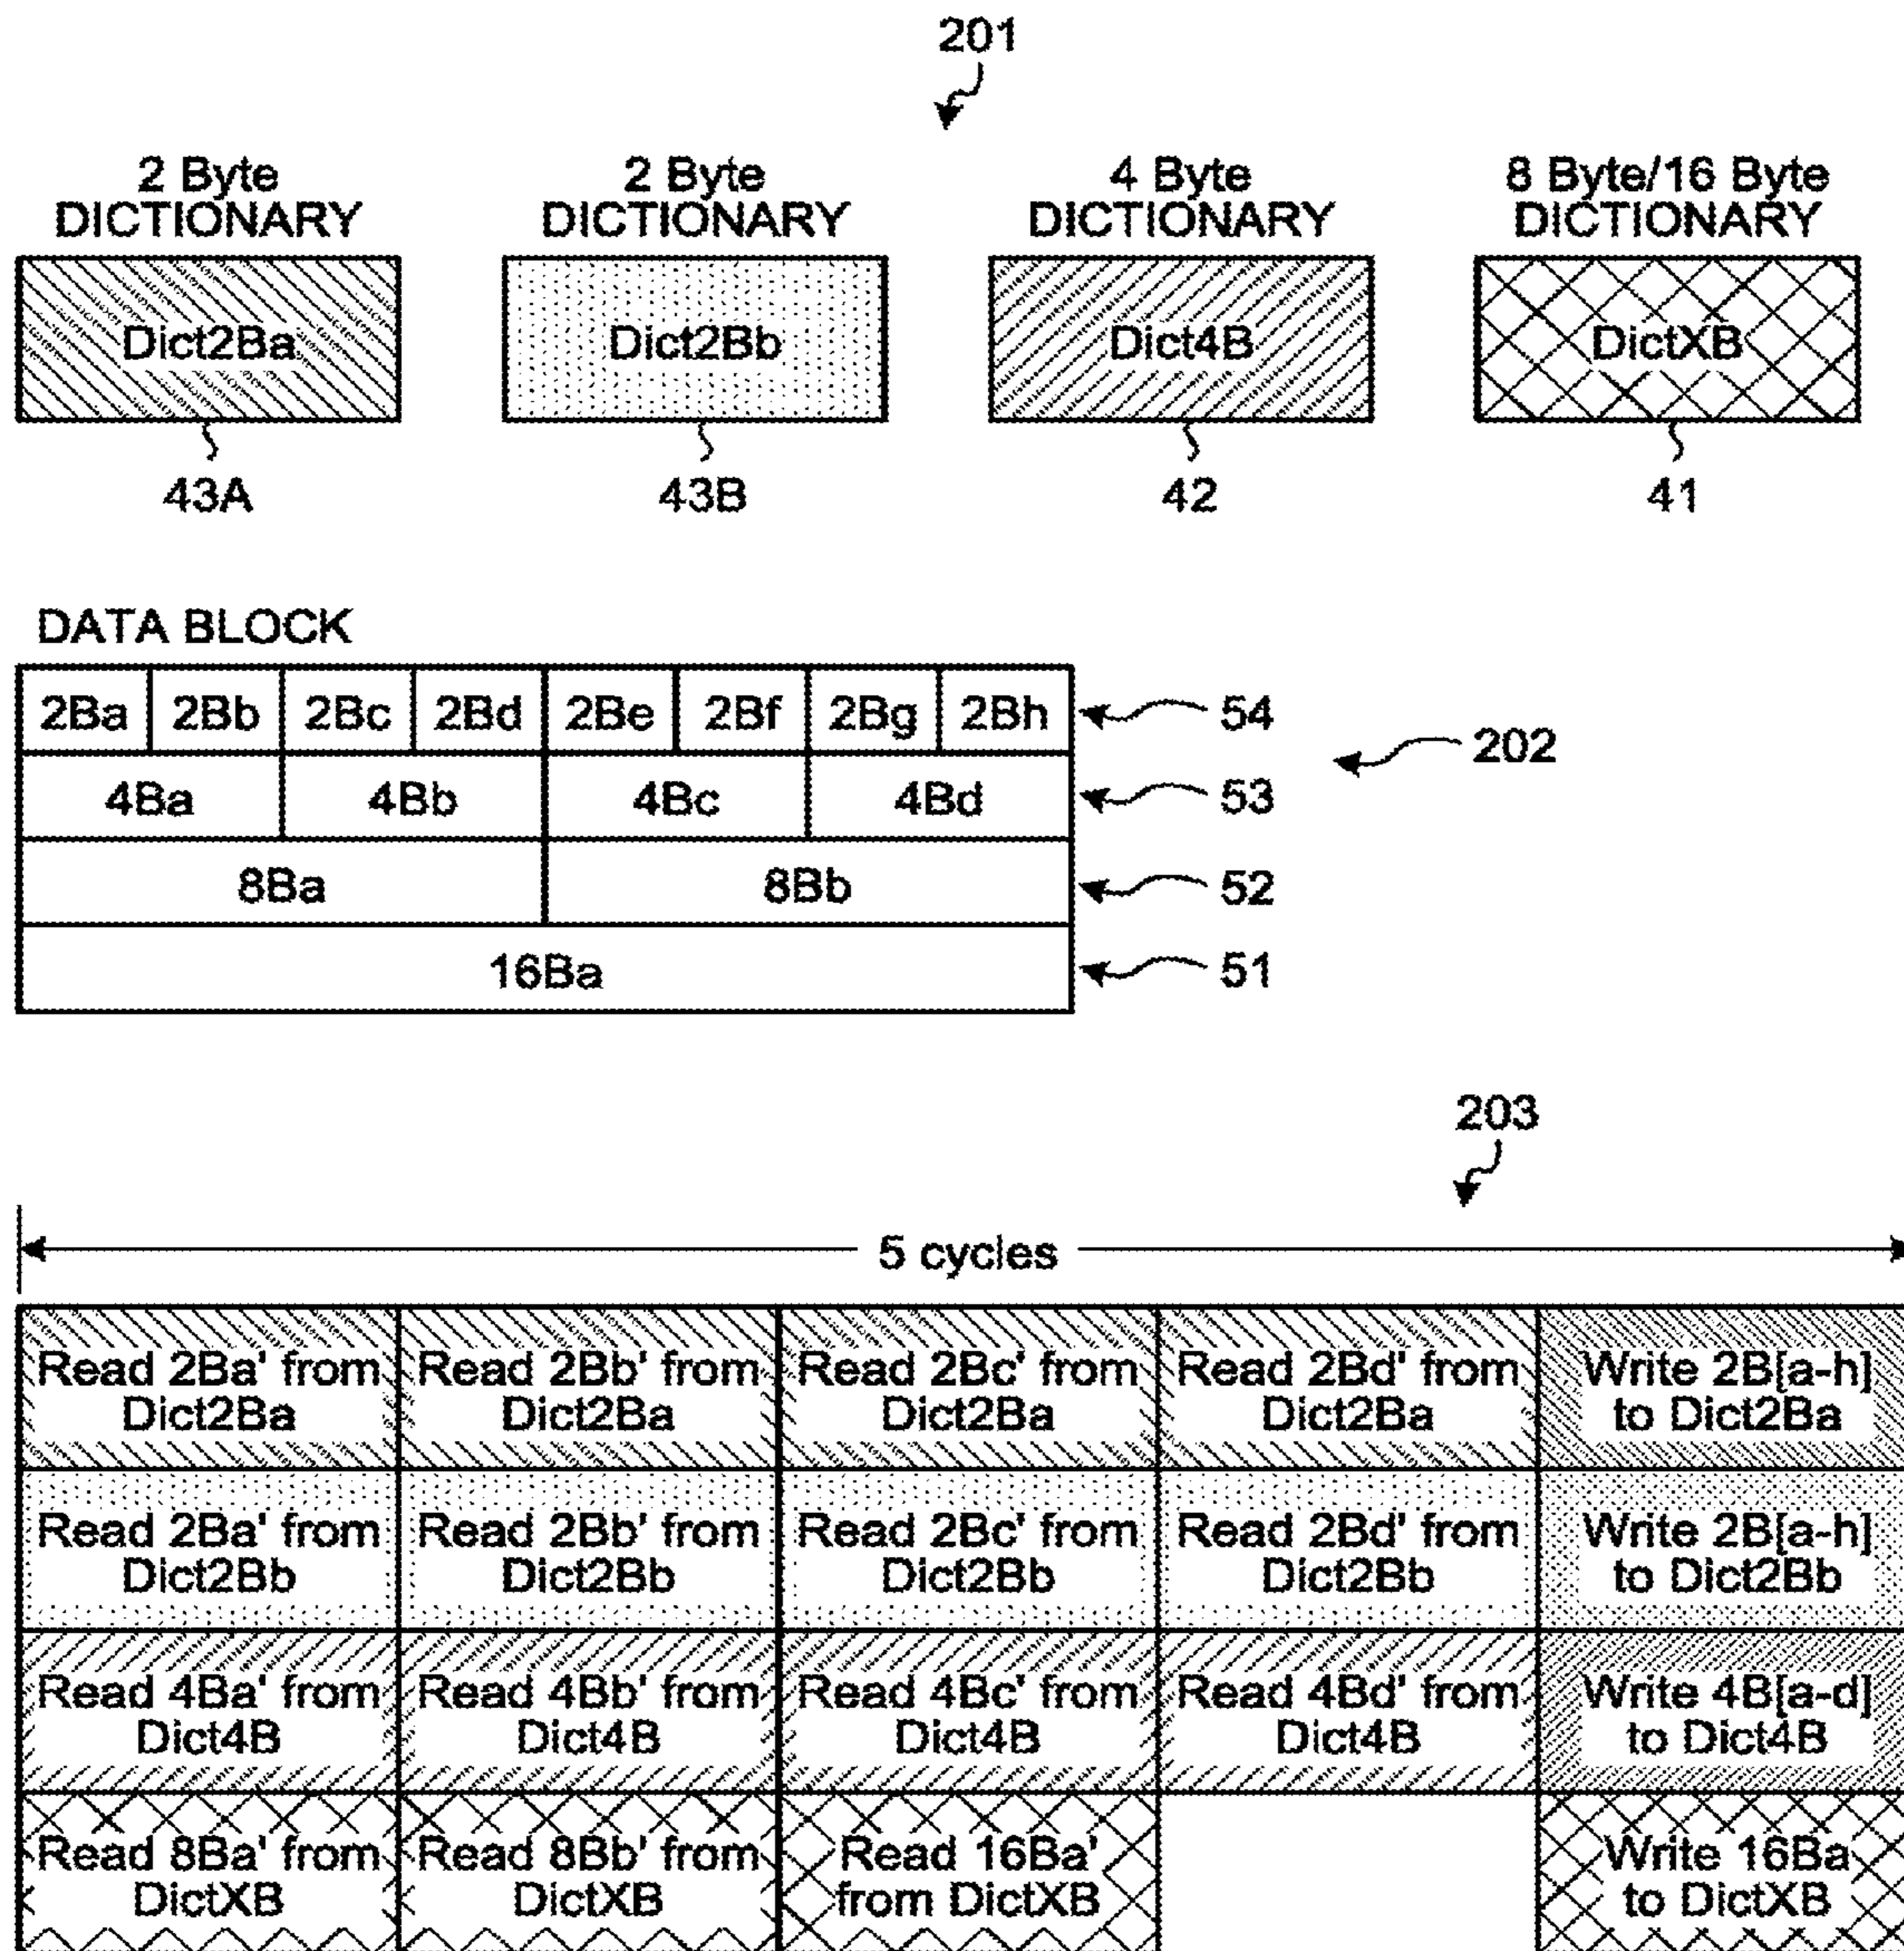 201
2 Byte DICTIONARY
2 Byte DICTIONARY
4 Byte DICTIONARY
8 Byte/16 Byte DICTIONARY
Dict2Ba
Dict2Bb
Dict4B
DictXB
43A
43B
42
41
DATA BLOCK
2Ba 2Bb 2Bc 2Bd 2Be 2Bf 2Bg 2Bh
54
202
4Ba 4Bb 4Bc 4Bd
53
8Ba 8Bb
52
16Ba
51
203
5 cycles
Read 2Ba' from Dict2Ba
Read 2Bb' from Dict2Ba
Read 2Bc' from Dict2Ba
Read 2Bd' from Dict2Ba
Write 2B[a-h] to Dict2Ba
Read 2Ba' from Dict2Bb
Read 2Bb' from Dict2Bb
Read 2Bc' from Dict2Bb
Read 2Bd' from Dict2Bb
Write 2B[a-h] to Dict2Bb
Read 4Ba' from Dict4B
Read 4Bb' from Dict4B
Read 4Bc' from Dict4B
Read 4Bd' from Dict4B
Write 4B[a-d] to Dict4B
Read 8Ba' from DictXB
Read 8Bb' from DictXB
Read 16Ba' from DictXB
Write 16Ba to DictXB